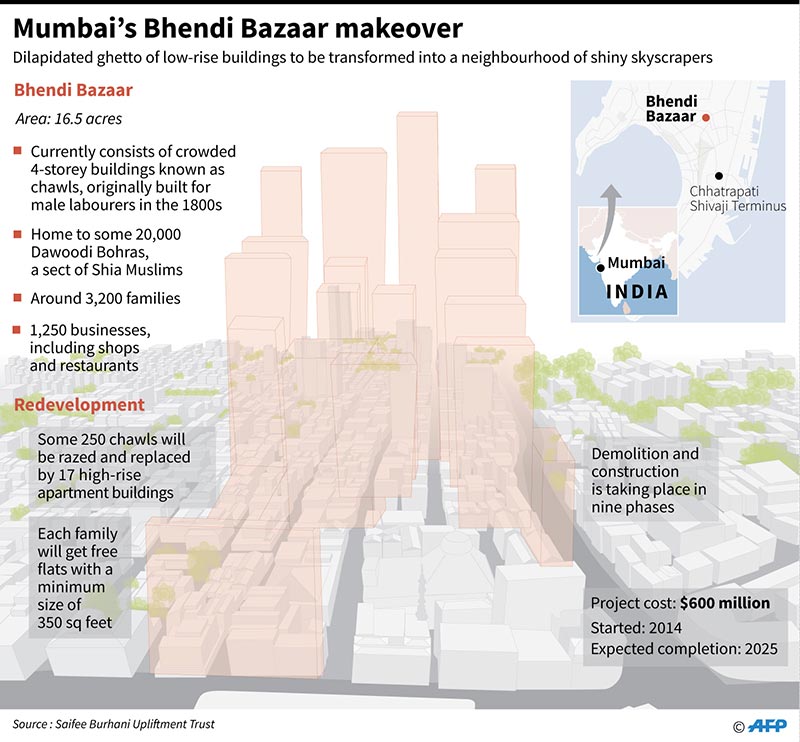 Mumbai’s Bhendi Bazaar makeover
Dilapidated ghetto of low-rise buildings to be transformed into a neighbourhood of shiny skyscrapers
Bhendi Bazaar
Area: 16.5 acres
Currently consists of crowded
4-storey buildings known as
chawls, originally built for
male labourers in the 1800s
Home to some 20,000
Dawoodi Bohras,
a sect of Shia Muslims
Around 3,200 families
1,250 businesses,
including shops
and restaurants
Redevelopment
Some 250 chawls will
be razed and replaced
by 17 high-rise
apartment buildings
Each family
will get free
flats with a
minimum
size of
350 sq feet
Bhendi
Bazaar
Chhatrapati
Shivaji Terminus
Mumbai
INDIA
Demolition and
construction
is taking place in
nine phases
Project cost: $600 million
Started: 2014
Expected completion: 2025
Source : Saifee Burhani Upliftment Trust
© AFP